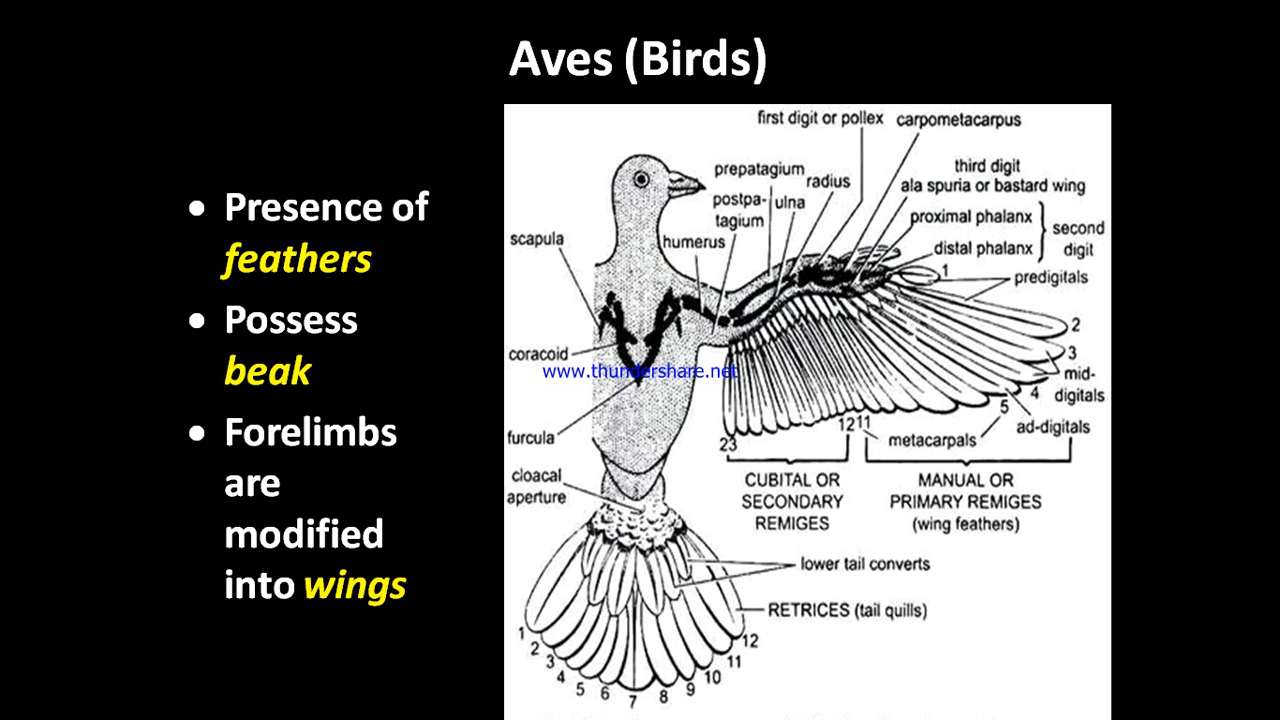 Aves (Birds)
• Presence of
feathers
• Possess
beak
• Forelimbs
are
modified
into wings
first digit or pollex
carpometacarpus
prepatagium
third digit
radius
ala spuria or bastard wing
postpa-
tagium
ulna
proximal phalanx
second
digit
scapula
humerus
distal phalanx
1
predigitals
2
coracoid
3
www.thundershare.net
mid-
digitals
4
5
ad-digitals
furcula
23
12
11
metacarpals
cloacal
aperture
CUBITAL OR
SECONDARY
REMIGES
MANUAL OR
PRIMARY REMIGES
(wing feathers)
lower tail converts
RETRICES (tail quills)
1
2
3
4
5
6
7
8
9
10
11
12